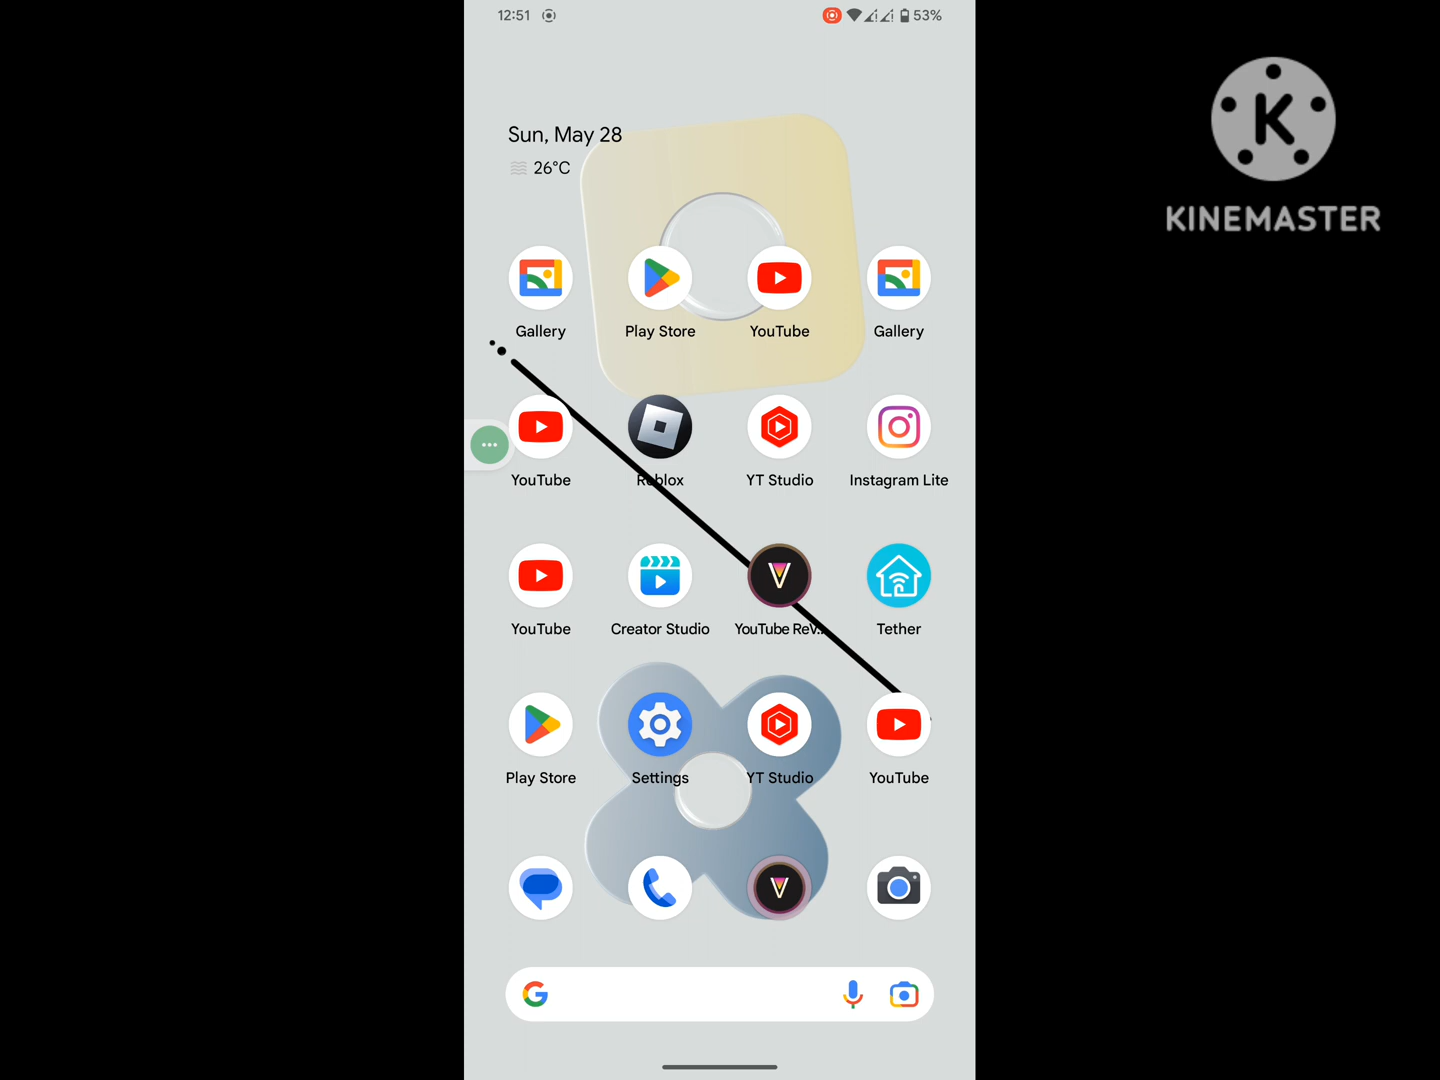 12:51
53%
KINEMASTER
Sun, May 28
26°C
Gallery
Play Store
YouTube
Gallery
YouTube
Roblox
YT Studio
Instagram Lite
YouTube
Creator Studio
YouTube ReV..
Tether
Play Store
Settings
YT Studio
YouTube